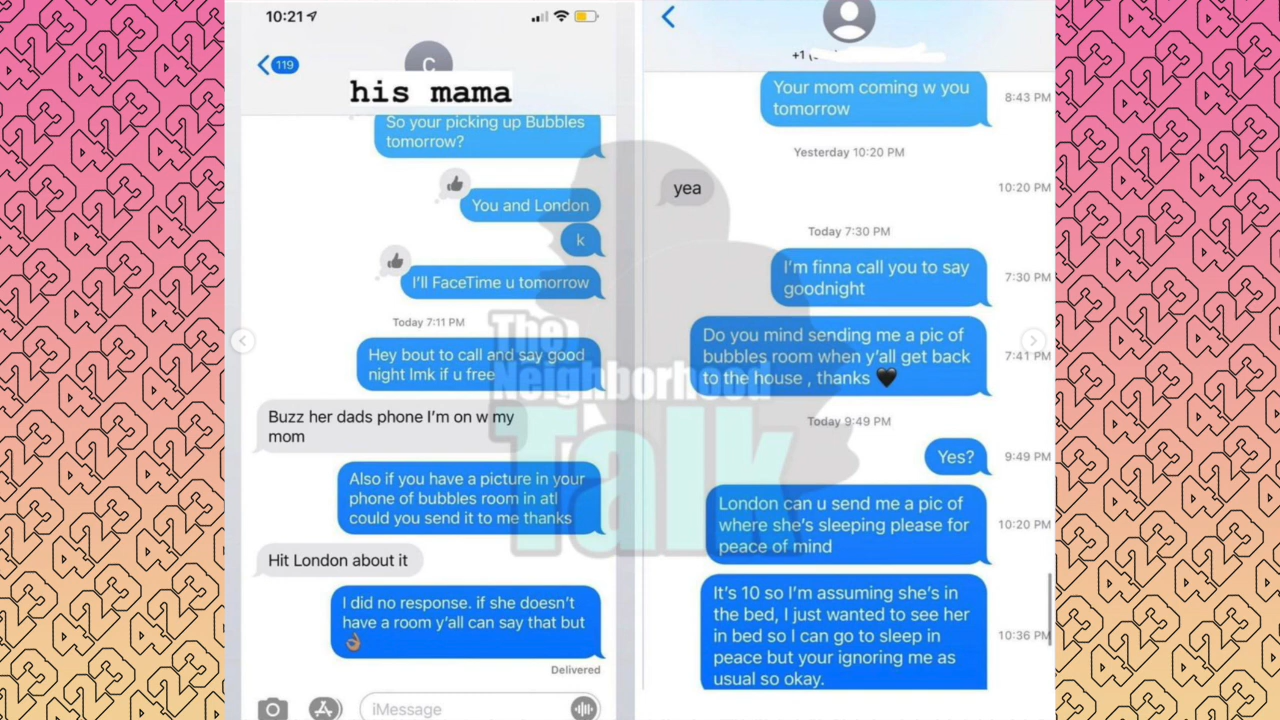 10:21
119
C
his mama
So your picking up Bubbles
tomorrow?
You and London
k
I'll FaceTime u tomorrow
Today 7:11 PM
Hey bout to call and say good
night lmk if u free
Buzz her dads phone I'm on w my
mom
Also if you have a picture in your
phone of bubbles room in atl
could you send it to me thanks
Hit London about it
I did no response. if she doesn't
have a room y'all can say that but
👌🏽
Delivered
iMessage
+1 (
Your mom coming w you
tomorrow
8:43 PM
Yesterday 10:20 PM
yea
10:20 PM
Today 7:30 PM
I'm finna call you to say
goodnight
7:30 PM
Do you mind sending me a pic of
bubbles room when y'all get back
to the house , thanks 🖤
7:41 PM
Today 9:49 PM
Yes?
9:49 PM
London can u send me a pic of
where she's sleeping please for
peace of mind
10:20 PM
It's 10 so I'm assuming she's in
the bed, I just wanted to see her
in bed so I can go to sleep in
peace but your ignoring me as
usual so okay.
10:36 PM
The
Neighborhood
Talk
423